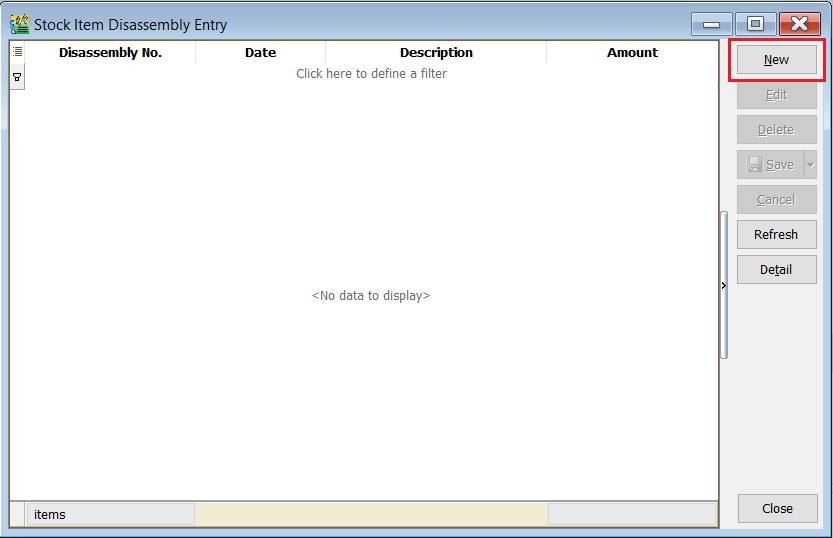 Stock Item Disassembly Entry
Disassembly No. Date Description Amount
Click here to define a filter
<No data to display>
items
New
Edit
Delete
Save
Cancel
Refresh
Detail
Close